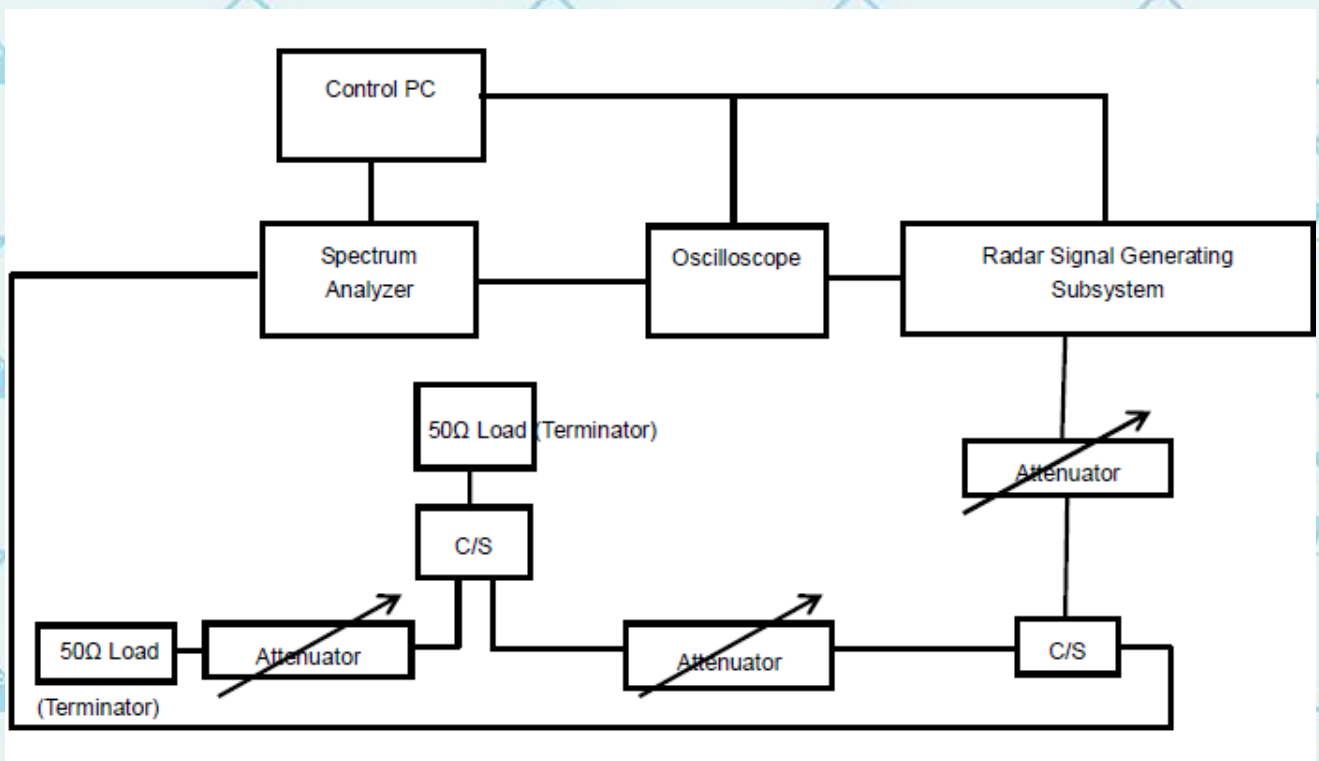 Control PC
Spectrum
Analyzer
Oscilloscope
Radar Signal Generating
Subsystem
50Ω Load (Terminator)
Attenuator
C/S
50Ω Load
(Terminator)
Attenuator
Attenuator
C/S